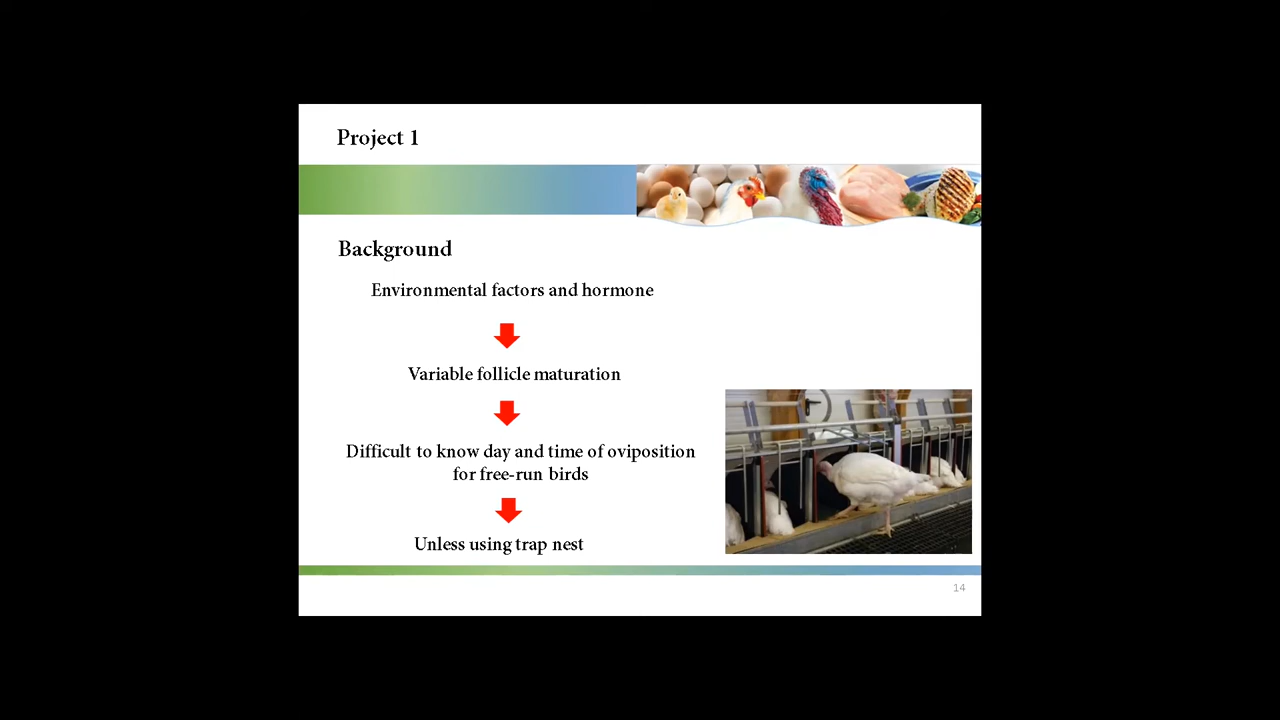 Project 1
Background
Environmental factors and hormone
Variable follicle maturation
Difficult to know day and time of oviposition
for free-run birds
Unless using trap nest
14